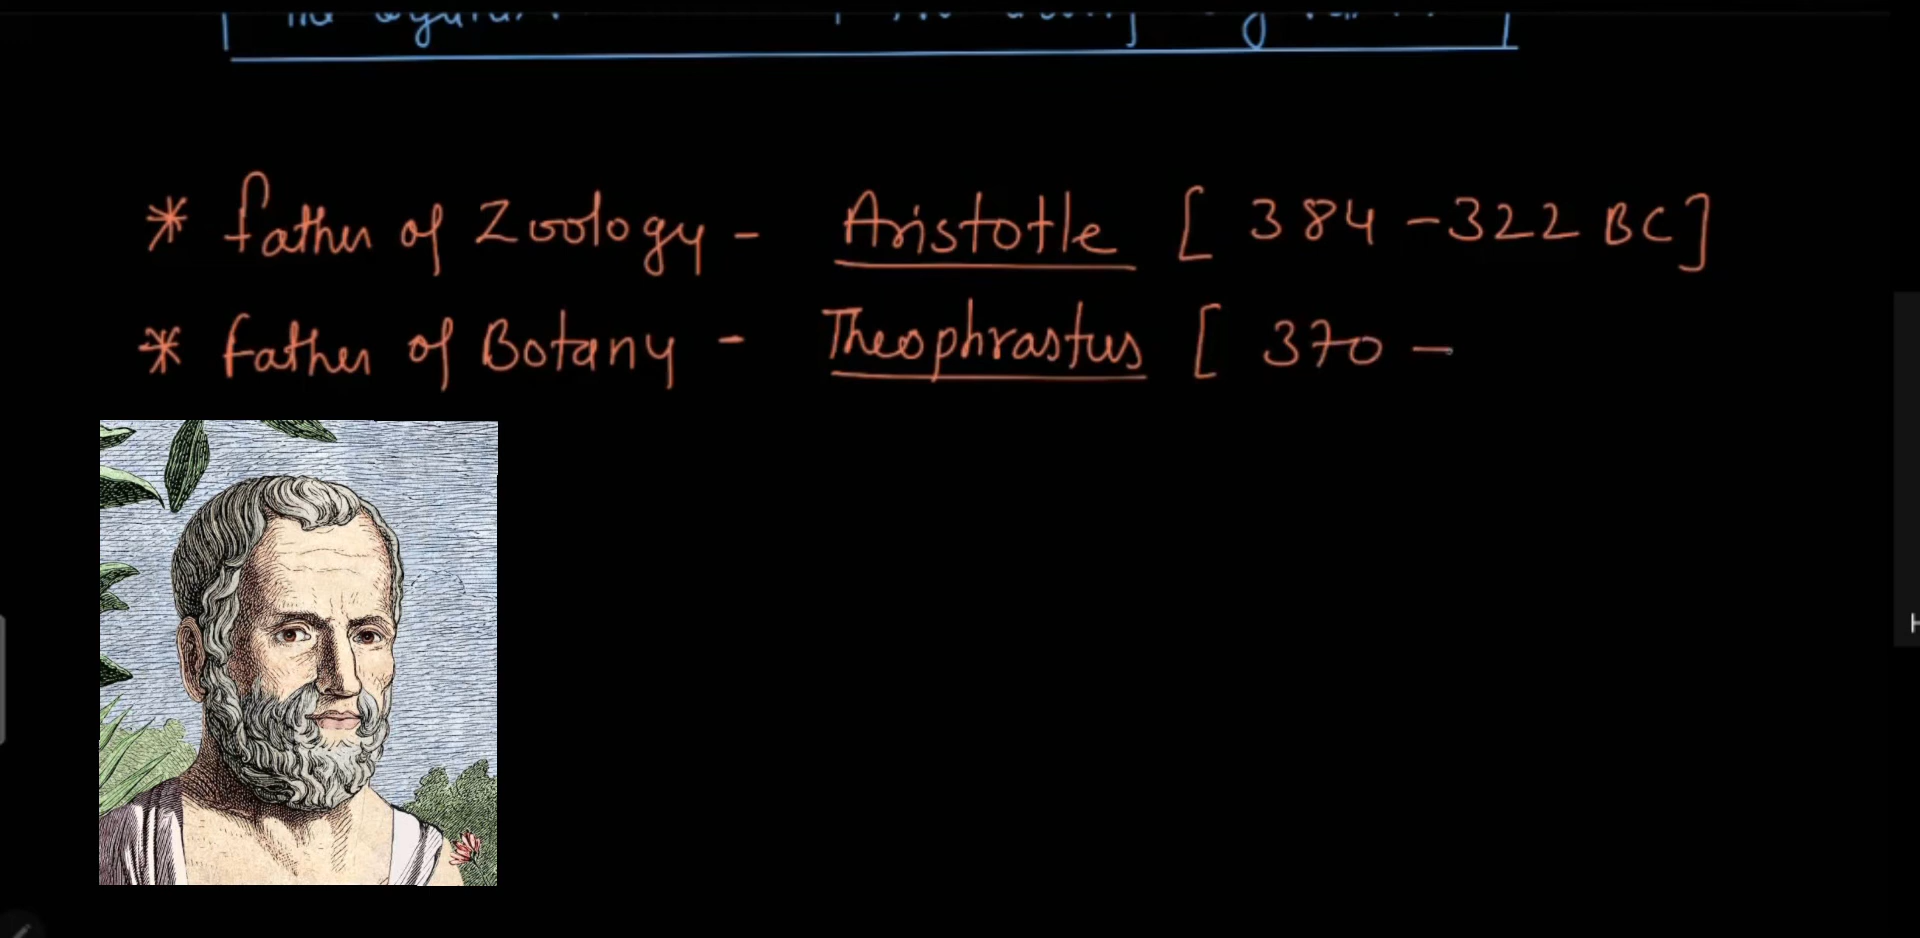 * father of Zoology - Aristotle [ 384 - 322 BC ]
* father of Botany - Theophrastus [ 370 -